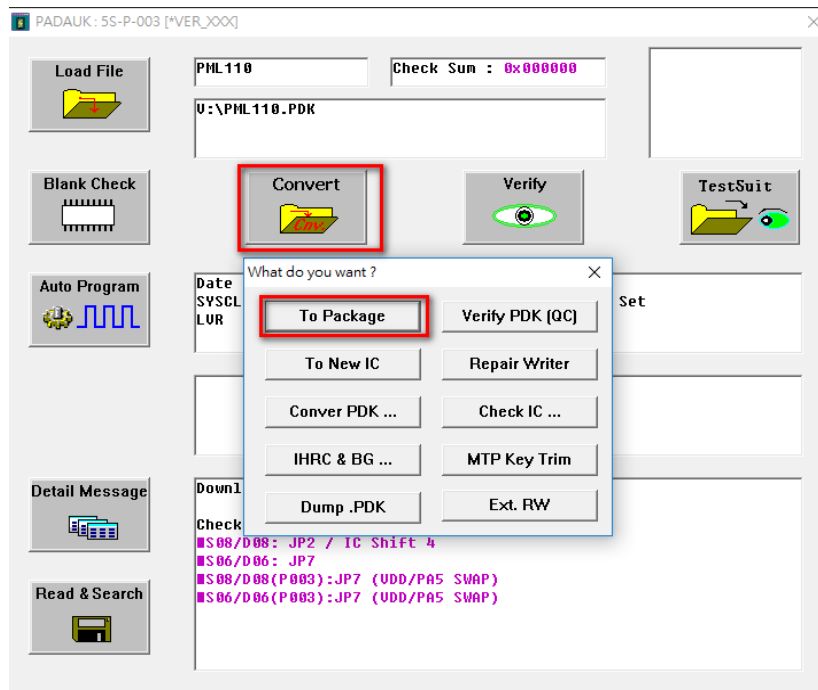 PADAUK : 5S-P-003 [*VER_XXX]
Load File
PML110
Check Sum : 0x000000
V:\PML110.PDK
Blank Check
Convert
Cnv.
Verify
TestSuit
What do you want ?
Auto Program
Date
SYSCL
LVR
Set
To Package
Verify PDK (QC)
To New IC
Repair Writer
Conver PDK ...
Check IC ...
IHRC & BG ...
MTP Key Trim
Dump .PDK
Ext. RW
Detail Message
Downl
Check
■S08/D08: JP2 / IC Shift 4
■S06/D06: JP7
■S08/D08(P003):JP7 (VDD/PA5 SWAP)
■S06/D06(P003):JP7 (VDD/PA5 SWAP)
Read & Search